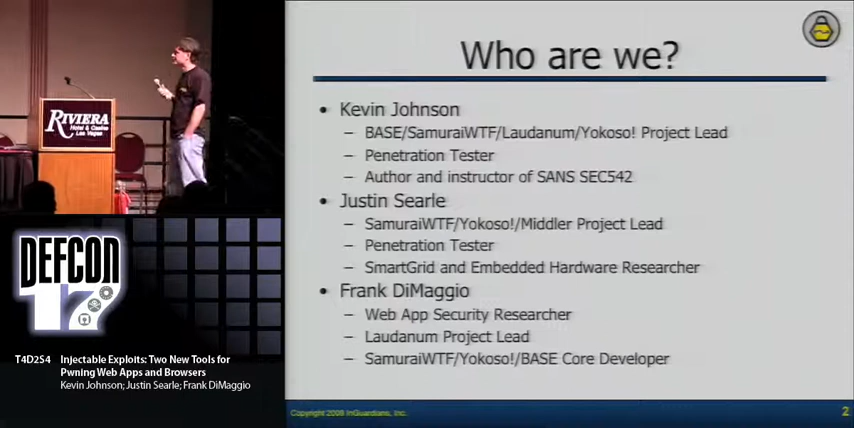 RIVIERA
Hotel & Casino
Las Vegas
DEFCON
17
T4D2S4 Injectable Exploits: Two New Tools for
Pwning Web Apps and Browsers
Kevin Johnson; Justin Searle; Frank DiMaggio
Who are we?
• Kevin Johnson
– BASE/SamuraiWTF/Laudanum/Yokoso! Project Lead
– Penetration Tester
– Author and instructor of SANS SEC542
• Justin Searle
– SamuraiWTF/Yokoso!/Middler Project Lead
– Penetration Tester
– SmartGrid and Embedded Hardware Researcher
• Frank DiMaggio
– Web App Security Researcher
– Laudanum Project Lead
– SamuraiWTF/Yokoso!/BASE Core Developer
Copyright 2008 InGuardians, Inc.
2